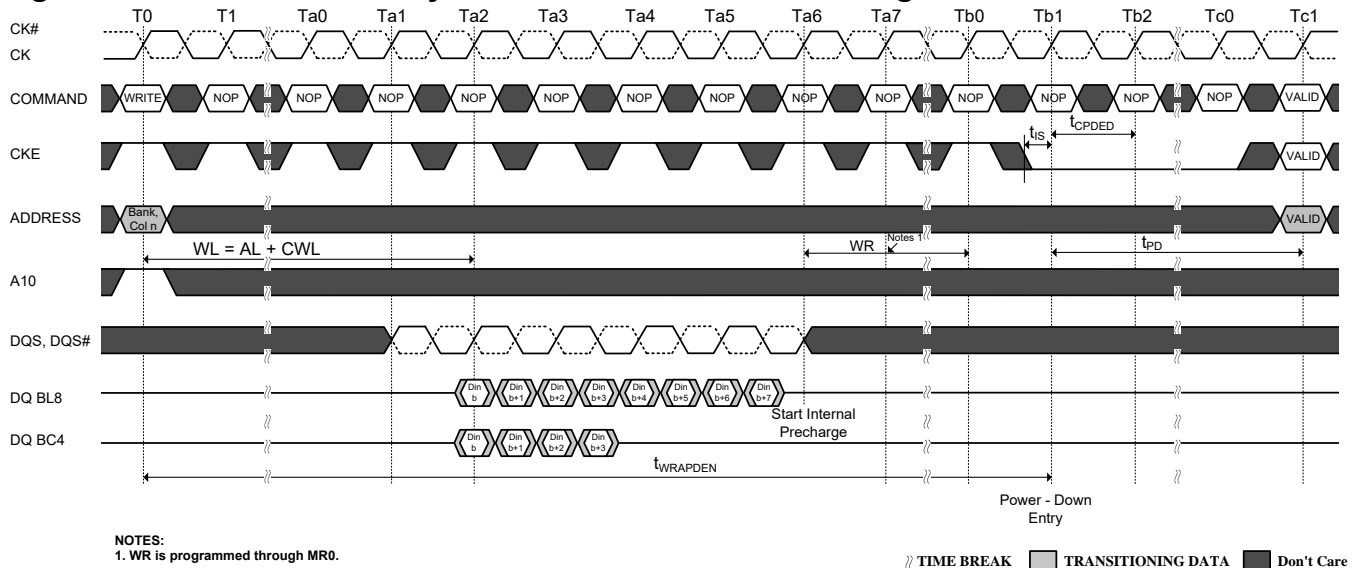 T0 T1 Ta0 Ta1 Ta2 Ta3 Ta4 Ta5 Ta6 Ta7 Tb0 Tb1 Tb2 Tc0 Tc1
CK#
CK
COMMAND WRITE NOP NOP NOP NOP NOP NOP NOP NOP NOP NOP NOP NOP NOP VALID
tIS tCPDED
CKE VALID
ADDRESS Bank, Col n VALID
WL = AL + CWL WR Notes 1 tPD
A10
DQS, DQS#
DQ BL8 Din b Din b+1 Din b+2 Din b+3 Din b+4 Din b+5 Din b+6 Din b+7
Start Internal
Precharge
DQ BC4 Din b Din b+1 Din b+2 Din b+3
tWRAPDEN
Power - Down
Entry
NOTES:
1. WR is programmed through MR0.
TIME BREAK TRANSITIONING DATA Don't Care